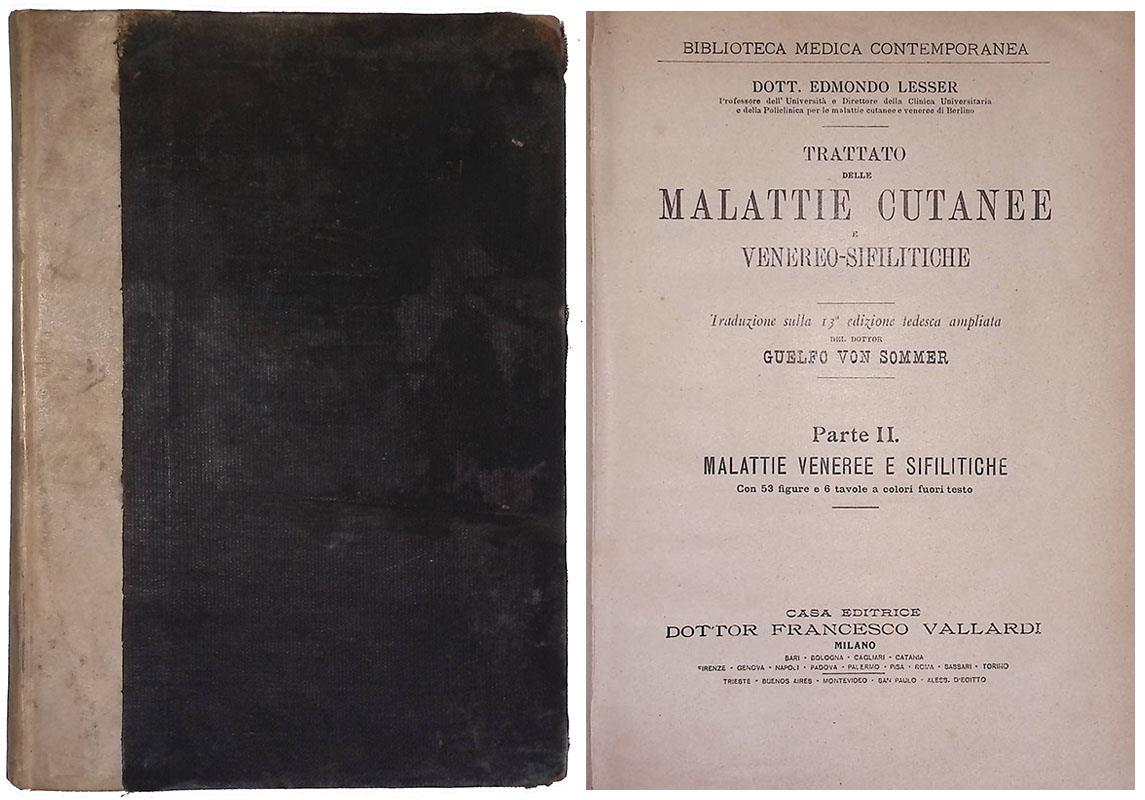 BIBLIOTECA MEDICA CONTEMPORANEA
DOTT. EDMONDO LESSER
Professore dell' Università e Direttore della Clinica Universitaria
e della Policlinica per le malattie cutanee e veneree di Berlino
TRATTATO
DELLE
MALATTIE CUTANEE
E
VENEREO-SIFILITICHE
Traduzione sulla 13ª edizione tedesca ampliata
DEL DOTTOR
GUELFO VON SOMMER
Parte II.
MALATTIE VENEREE E SIFILITICHE
Con 53 figure e 6 tavole a colori fuori testo
CASA EDITRICE
DOTTOR FRANCESCO VALLARDI
MILANO
BARI - BOLOGNA - CAGLIARI - CATANIA
FIRENZE - GENOVA - NAPOLI - PADOVA - PALERMO - PISA - ROMA - SASSARI - TORINO
TRIESTE - BUENOS AIRES - MONTEVIDEO - SAN PAULO - ALESS. D'EGITTO